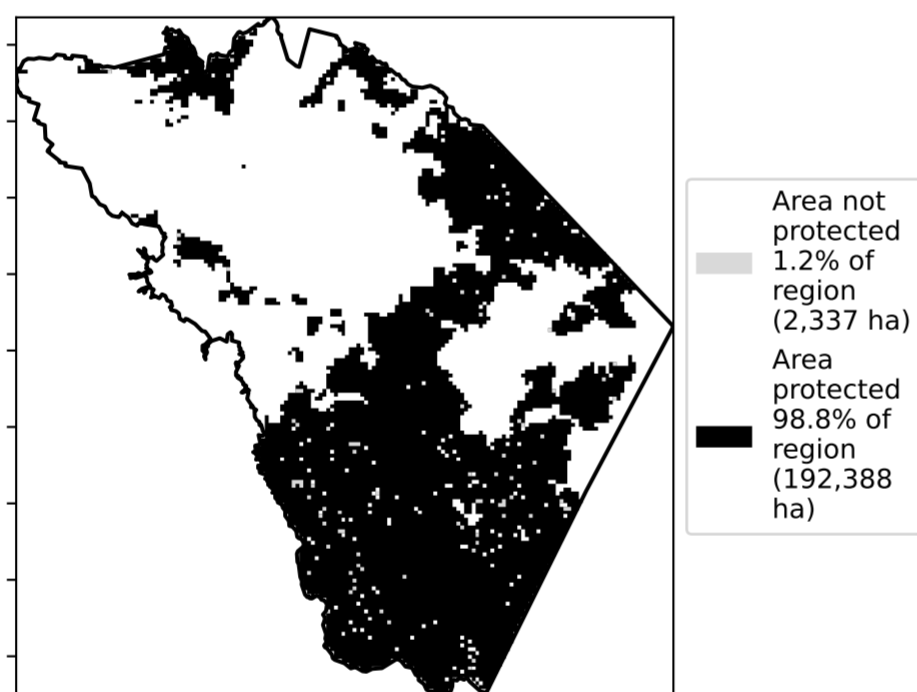 Area not
protected
1.2% of
region
(2,337 ha)
Area
protected
98.8% of
region
(192,388
ha)